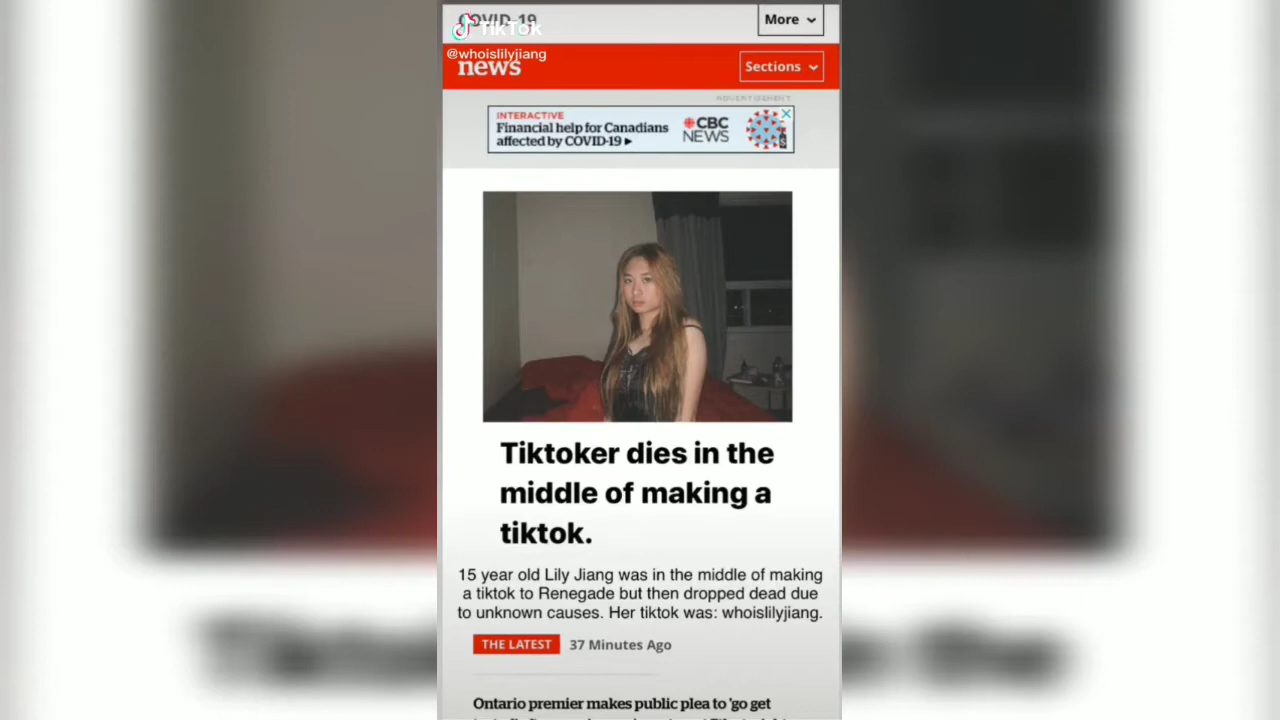 COVID-19
More
TikTok
@whoislilyjiang
news
Sections
ADVERTISEMENT
INTERACTIVE
Financial help for Canadians
affected by COVID-19
CBC
NEWS
Tiktoker dies in the
middle of making a
tiktok.
15 year old Lily Jiang was in the middle of making
a tiktok to Renegade but then dropped dead due
to unknown causes. Her tiktok was: whoislilyjiang.
THE LATEST 37 Minutes Ago
Ontario premier makes public plea to 'go get